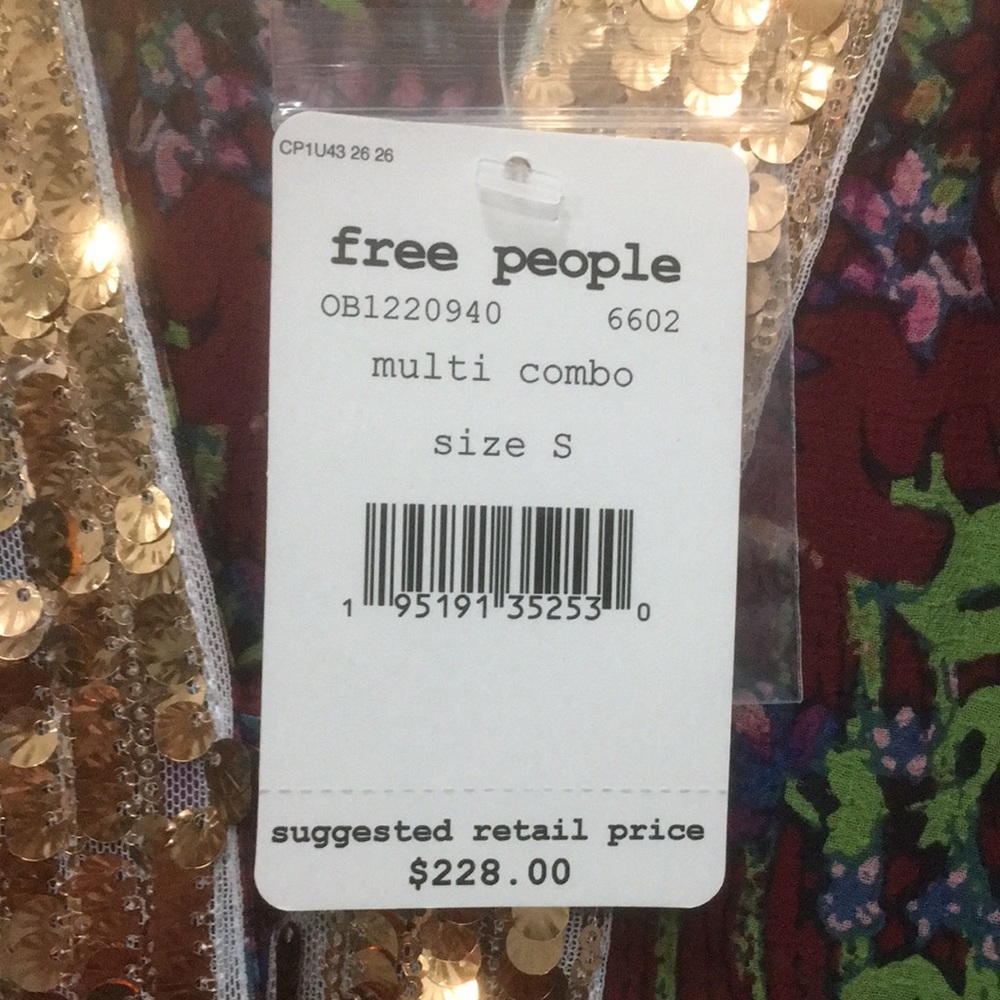 CP1U43 26 26
free people
OB1220940 6602
multi combo
size S
1 95191 35253 0
suggested retail price
$228.00